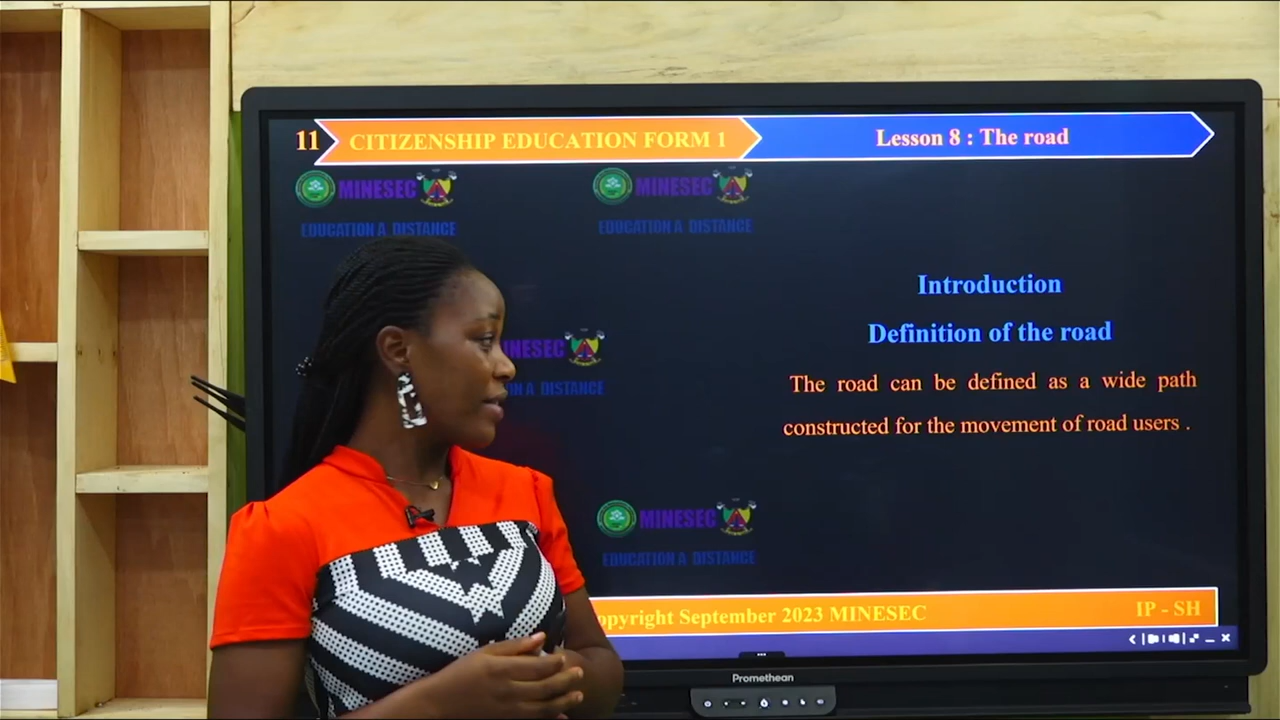 11 CITIZENSHIP EDUCATION FORM 1 Lesson 8 : The road
MINESEC MINESEC
EDUCATION A DISTANCE EDUCATION A DISTANCE
Introduction
Definition of the road
The road can be defined as a wide path
constructed for the movement of road users .
MINESEC
EDUCATION A DISTANCE
opyright September 2023 MINESEC IP - SH
Promethean